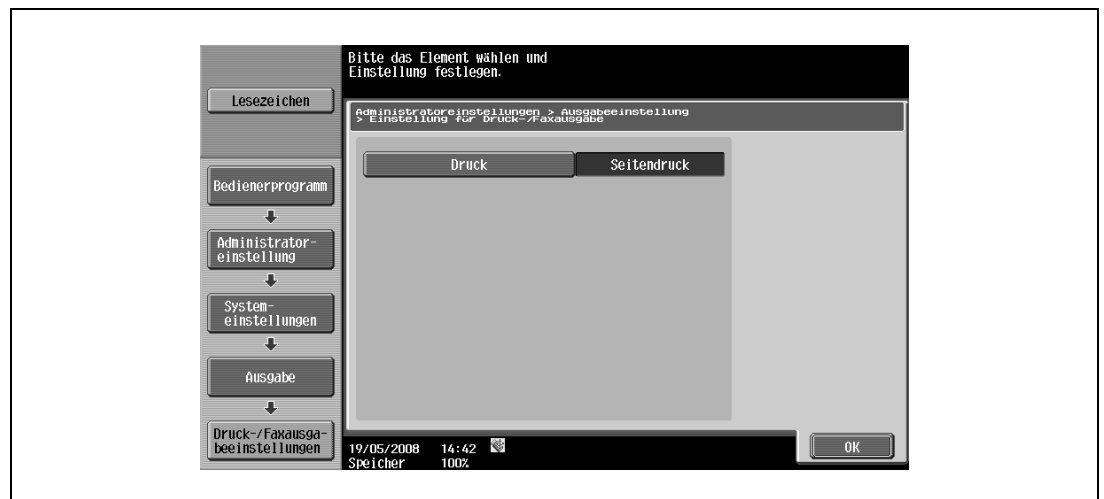 Bitte das Element wählen und
Einstellung festlegen.
Lesezeichen
Administratoreinstellungen > Ausgabeeinstellung
> Einstellung für Druck-/Faxausgabe
Druck
Seitendruck
Bedienerprogramm
Administrator-
einstellung
System-
einstellungen
Ausgabe
Druck-/Faxausga-
beeinstellungen
19/05/2008 14:42
Speicher 100%
OK